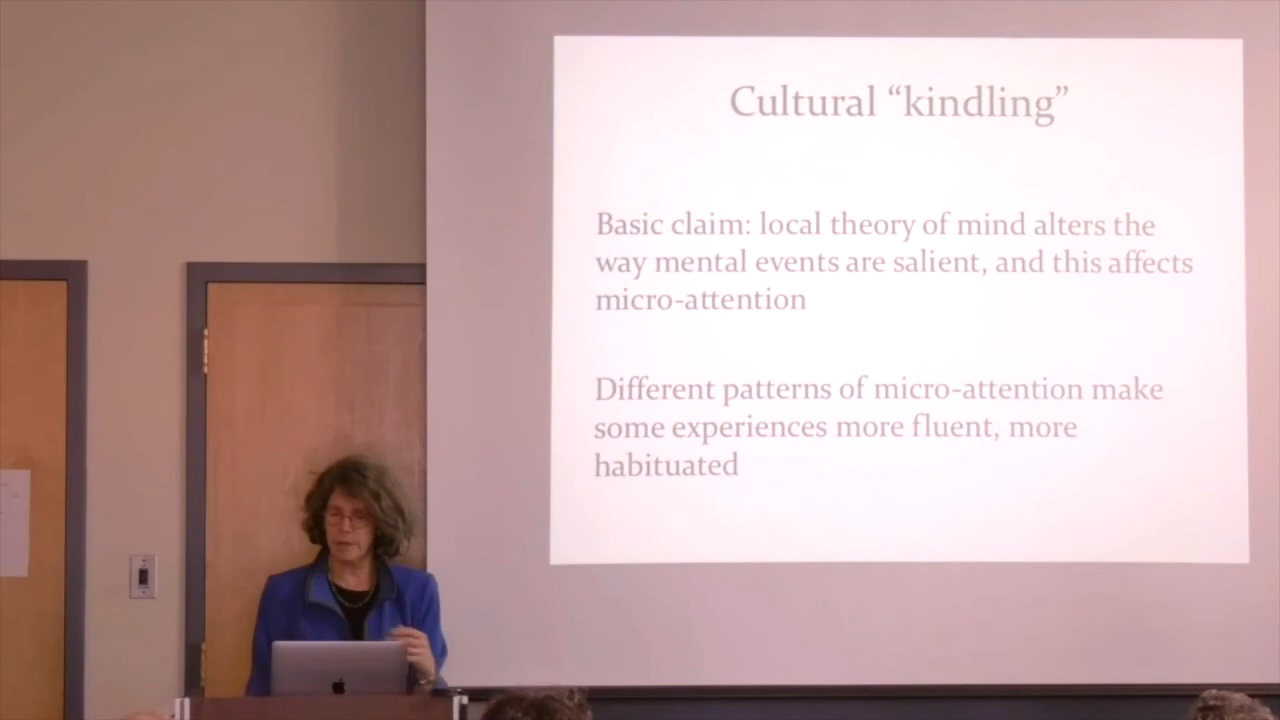 Cultural “kindling”
Basic claim: local theory of mind alters the
way mental events are salient, and this affects
micro-attention
Different patterns of micro-attention make
some experiences more fluent, more
habituated